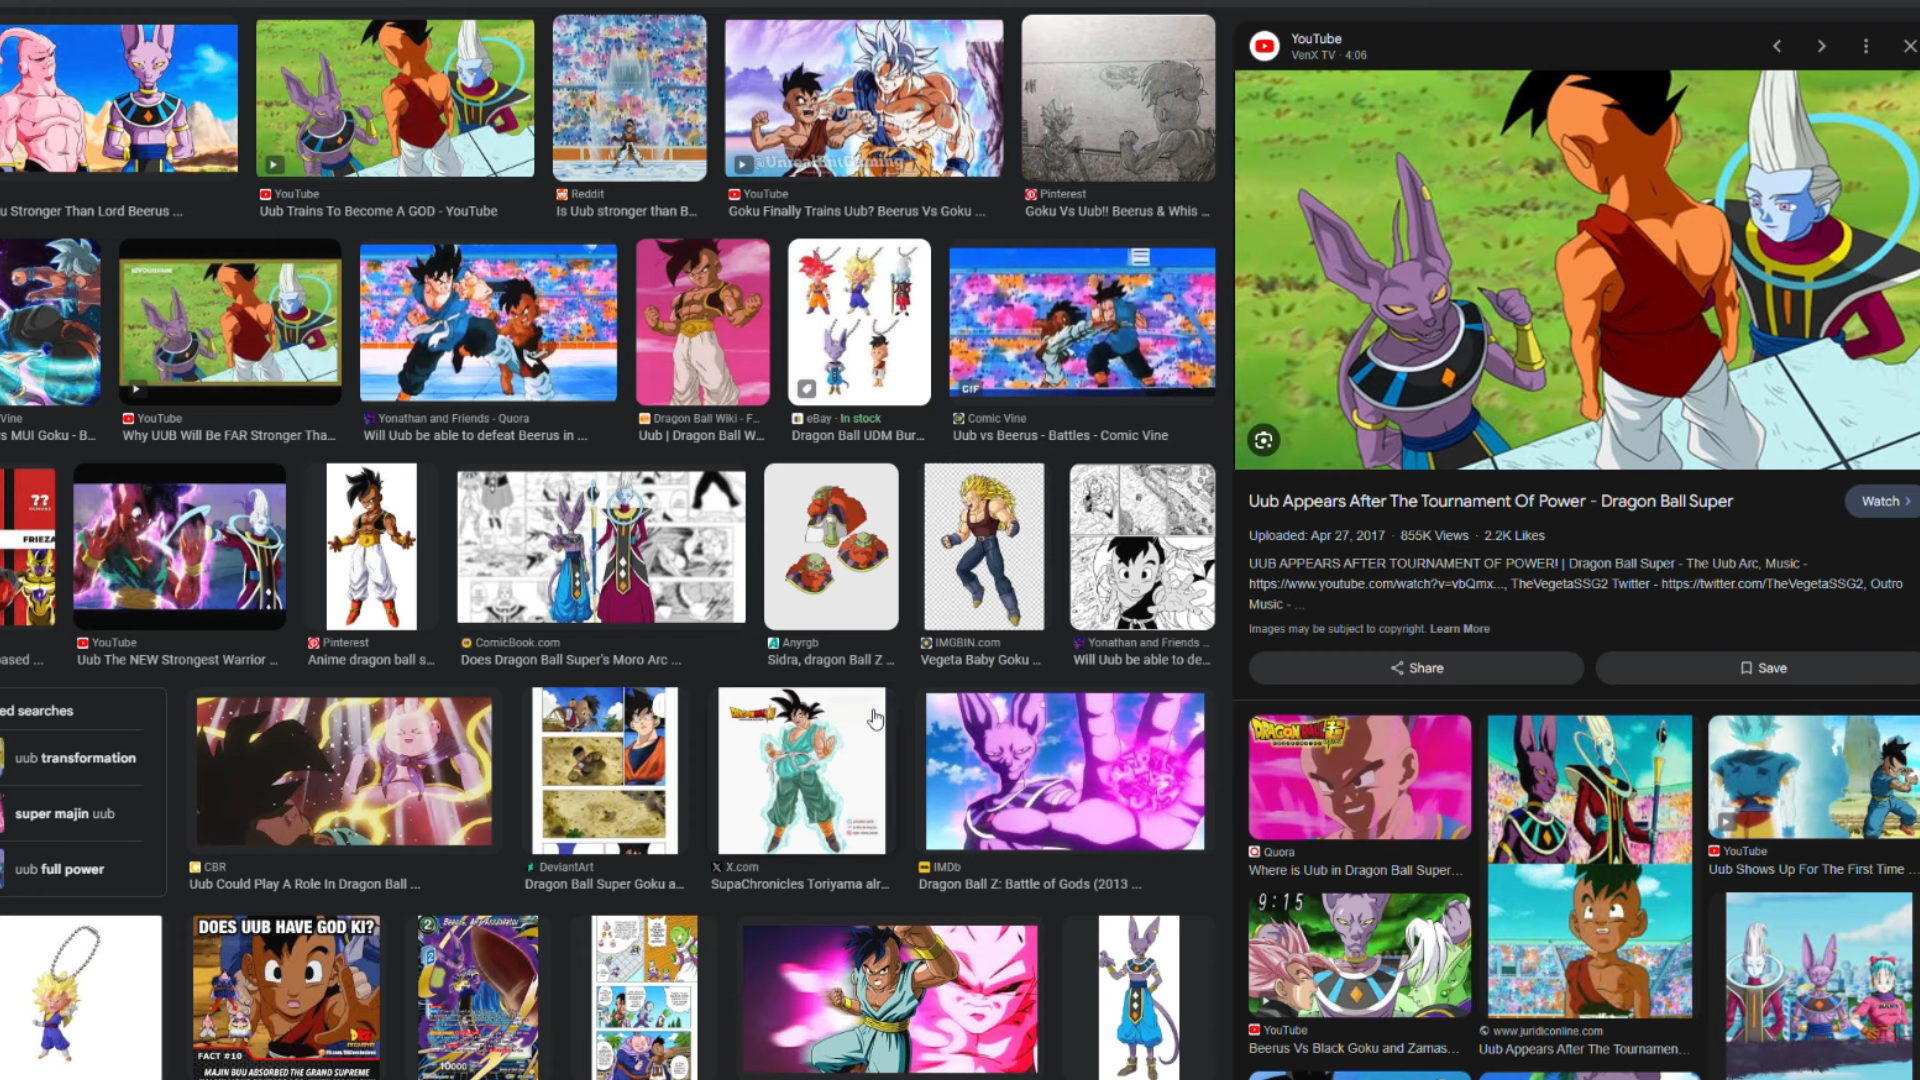 u Stronger Than Lord Beerus ...
YouTube
Uub Trains To Become A GOD - YouTube
Reddit
Is Uub stronger than B...
@UnrealEntGaming
YouTube
Goku Finally Trains Uub? Beerus Vs Goku ...
Pinterest
Goku Vs Uub!! Beerus & Whis ...
Vine
s MUI Goku - B...
YouTube
Why UUB Will Be FAR Stronger Tha...
Yonathan and Friends - Quora
Will Uub be able to defeat Beerus in ...
Dragon Ball Wiki - F...
Uub | Dragon Ball W...
eBay · In stock
Dragon Ball UDM Bur...
GIF
Comic Vine
Uub vs Beerus - Battles - Comic Vine
??
FRIEZA
ased ...
YouTube
Uub The NEW Strongest Warrior ...
Pinterest
Anime dragon ball s...
ComicBook.com
Does Dragon Ball Super's Moro Arc ...
Anyrgb
Sidra, dragon Ball Z ...
IMGBIN.com
Vegeta Baby Goku ...
Yonathan and Friends ...
Will Uub be able to de...
ed searches
uub transformation
super majin uub
uub full power
CBR
Uub Could Play A Role In Dragon Ball ...
DeviantArt
Dragon Ball Super Goku a...
X.com
SupaChronicles Toriyama alr...
IMDb
Dragon Ball Z: Battle of Gods (2013 ...
DOES UUB HAVE GOD KI?
FACT #10
MAJIN BUU ABSORBED THE GRAND SUPREME
2
10000
YouTube
VenX TV · 4:06
Uub Appears After The Tournament Of Power - Dragon Ball Super
Watch
Uploaded: Apr 27, 2017 · 855K Views · 2.2K Likes
UUB APPEARS AFTER TOURNAMENT OF POWER! | Dragon Ball Super - The Uub Arc, Music -
https://www.youtube.com/watch?v=vbQmx..., TheVegetaSSG2 Twitter - https://twitter.com/TheVegetaSSG2, Outro
Music - ...
Images may be subject to copyright. Learn More
Share
Save
DRAGON BALL
Quora
Where is Uub in Dragon Ball Super...
YouTube
Uub Shows Up For The First Time ...
9:15
YouTube
Beerus Vs Black Goku and Zamas...
www.juridiconline.com
Uub Appears After The Tournamen...